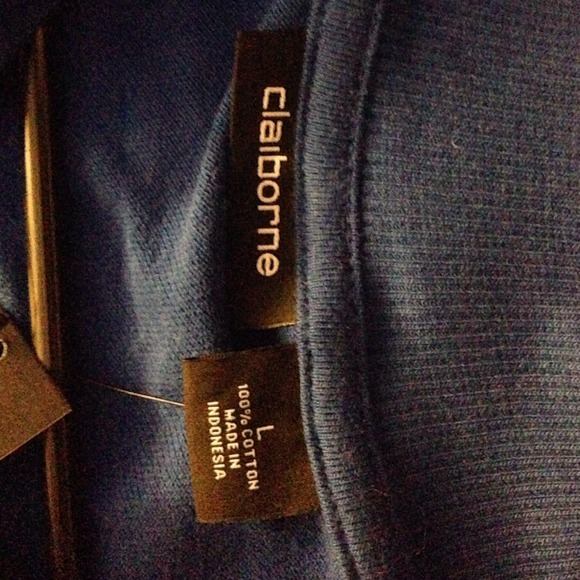 claiborne
L
100% COTTON
MADE IN
INDONESIA